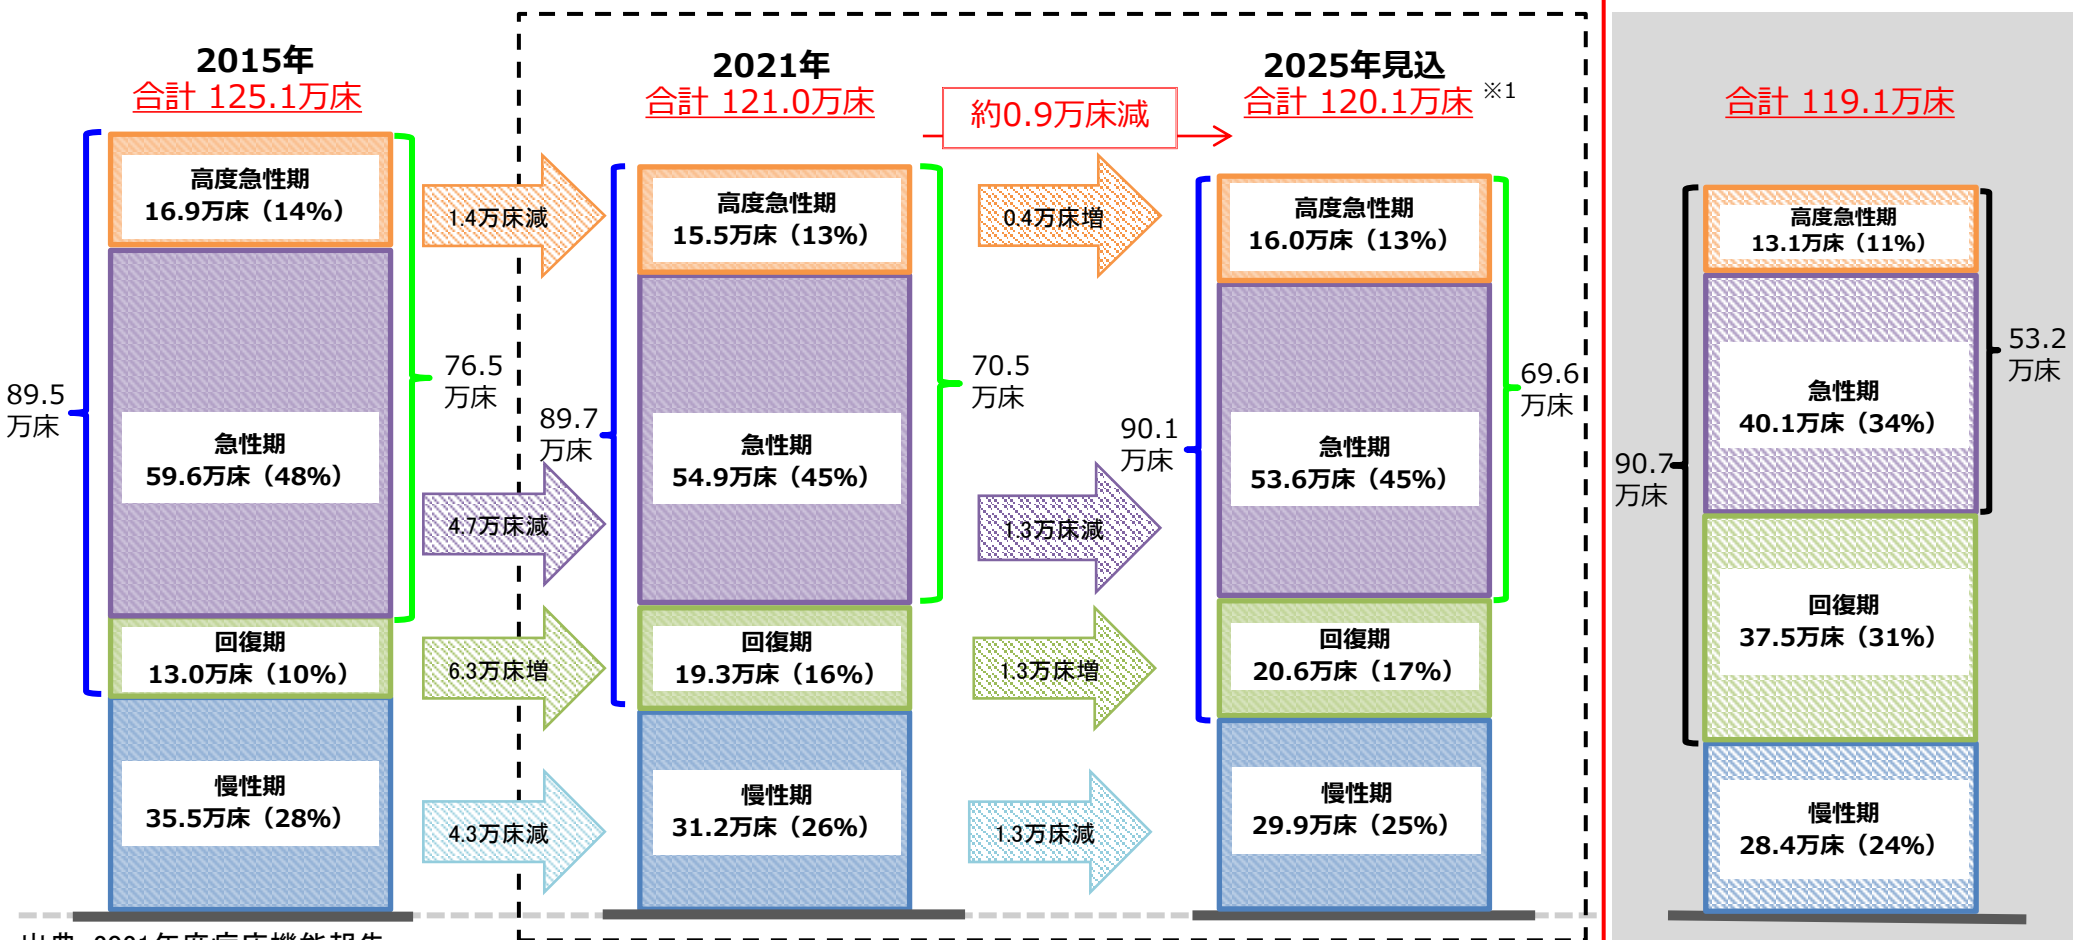 2015年
合計 125.1万床
高度急性期
16.9万床（14%）
急性期
59.6万床（48%）
回復期
13.0万床（10%）
慢性期
35.5万床（28%）
89.5
万床
76.5
万床
1.4万床減
4.7万床減
6.3万床増
4.3万床減
2021年
合計 121.0万床
高度急性期
15.5万床（13%）
急性期
54.9万床（45%）
回復期
19.3万床（16%）
慢性期
31.2万床（26%）
89.7
万床
70.5
万床
約0.9万床減
0.4万床増
1.3万床減
1.3万床増
1.3万床減
2025年見込
合計 120.1万床 ※1
高度急性期
16.0万床（13%）
急性期
53.6万床（45%）
回復期
20.6万床（17%）
慢性期
29.9万床（25%）
90.1
万床
69.6
万床
合計 119.1万床
高度急性期
13.1万床（11%）
急性期
40.1万床（34%）
回復期
37.5万床（31%）
慢性期
28.4万床（24%）
90.7
万床
53.2
万床